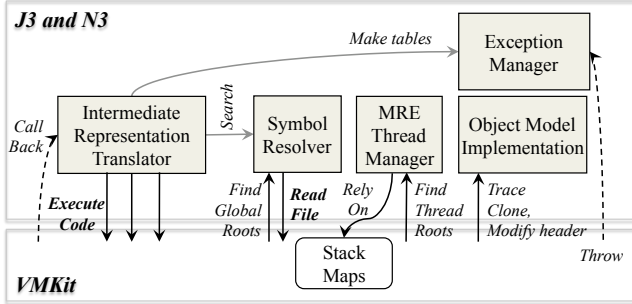 J3 and N3
Make tables
Exception
Manager
Search
Call
Back
Intermediate
Representation
Translator
Symbol
Resolver
MRE
Thread
Manager
Object Model
Implementation
Execute
Code
Find
Global
Roots
Read
File
Rely
On
Find
Thread
Roots
Trace
Clone,
Modify header
Throw
Stack
Maps
VMKit